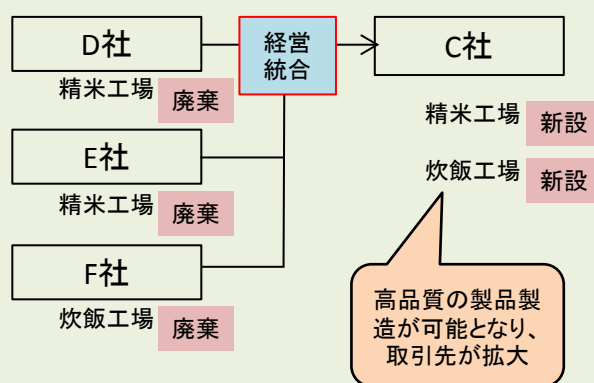 D社
経営
統合
C社
精米工場 廃棄
精米工場 新設
E社
炊飯工場 新設
精米工場 廃棄
F社
高品質の製品製
造が可能となり、
取引先が拡大
炊飯工場 廃棄